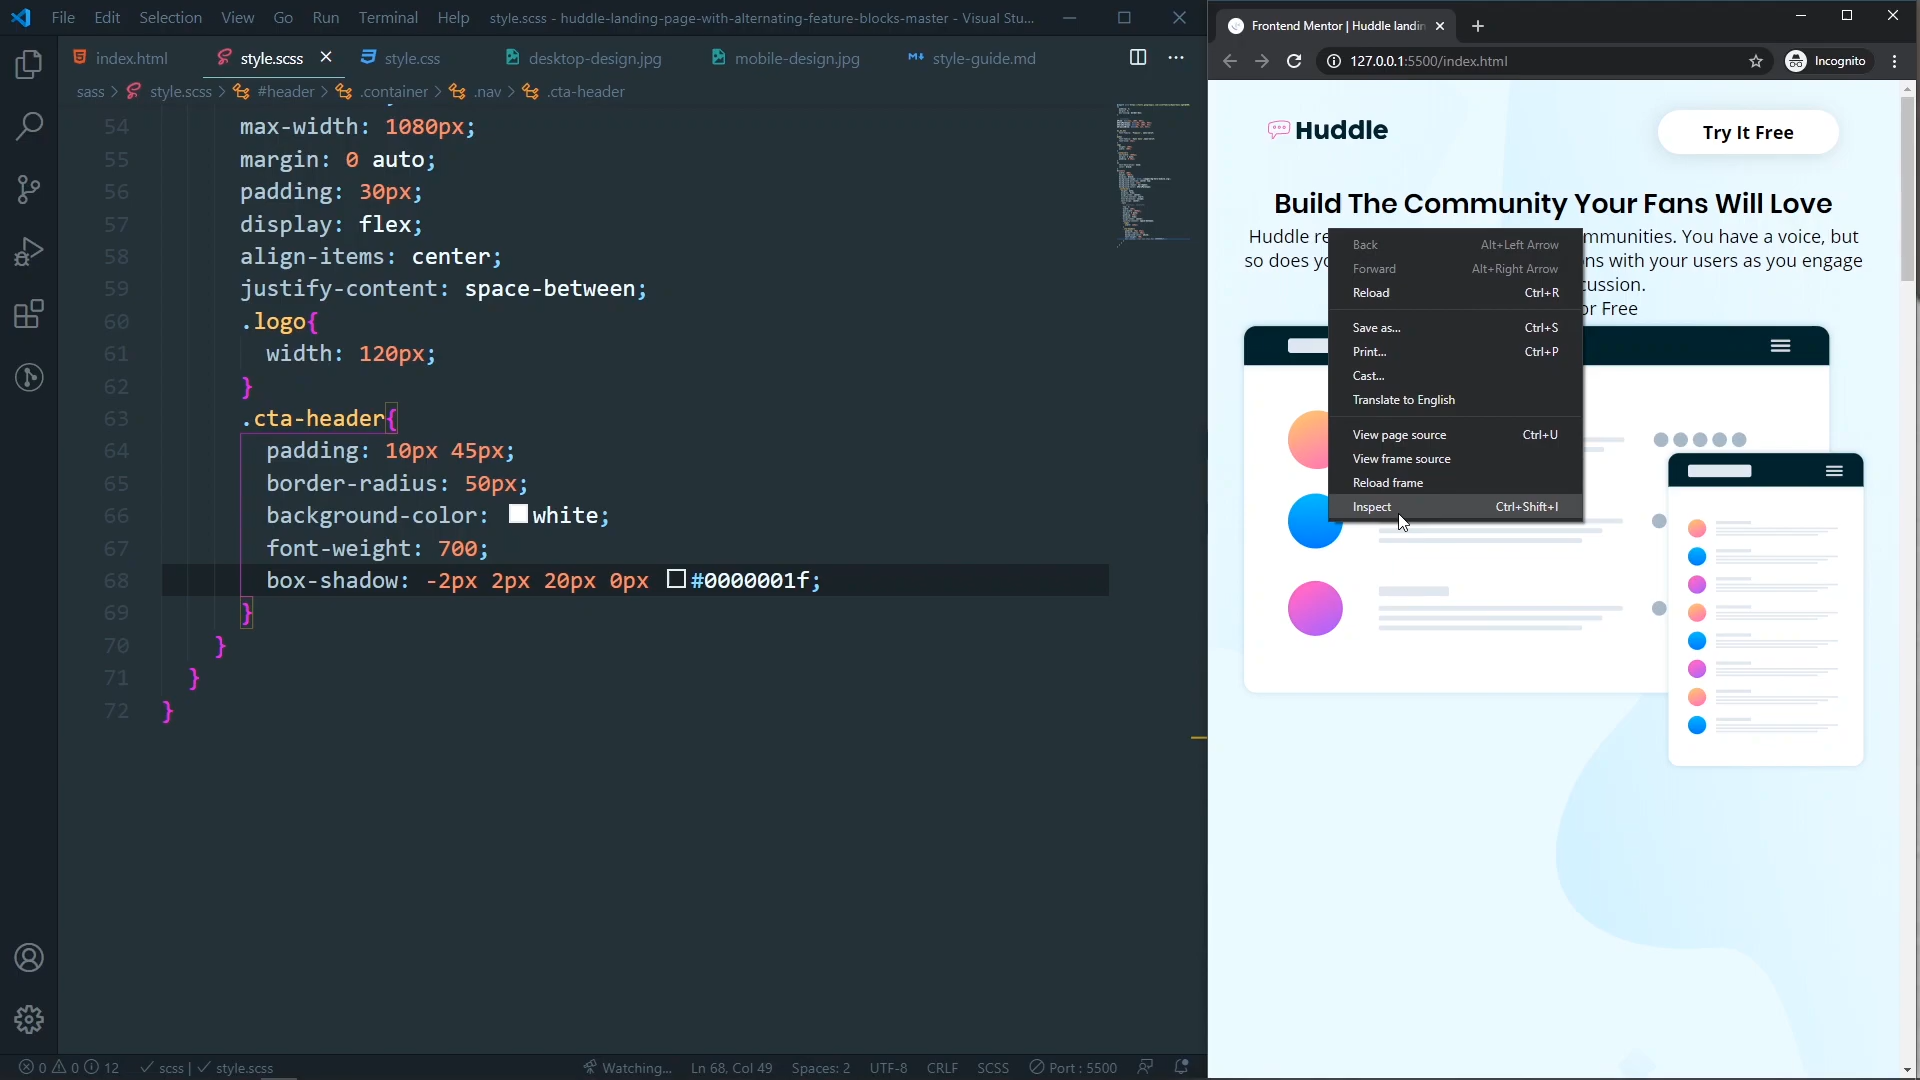 File Edit Selection View Go Run Terminal Help style.scss - huddle-landing-page-with-alternating-feature-blocks-master - Visual Stu...
index.html style.scss style.css desktop-design.jpg mobile-design.jpg style-guide.md
sass > style.scss > #header > .container > .nav > .cta-header
54 max-width: 1080px;
55 margin: 0 auto;
56 padding: 30px;
57 display: flex;
58 align-items: center;
59 justify-content: space-between;
60 .logo{
61 width: 120px;
62 }
63 .cta-header{
64 padding: 10px 45px;
65 border-radius: 50px;
66 background-color: white;
67 font-weight: 700;
68 box-shadow: -2px 2px 20px 0px #0000001f;
69 }
70 }
71 }
72 }
0 0 12 scss | style.scss Watching... Ln 68, Col 49 Spaces: 2 UTF-8 CRLF SCSS Port : 5500
Frontend Mentor | Huddle landin
127.0.0.1:5500/index.html Incognito
Huddle Try It Free
Build The Community Your Fans Will Love
Huddle re mmunities. You have a voice, but
so does yo ns with your users as you engage
cussion.
or Free
Back Alt+Left Arrow
Forward Alt+Right Arrow
Reload Ctrl+R
Save as... Ctrl+S
Print... Ctrl+P
Cast...
Translate to English
View page source Ctrl+U
View frame source
Reload frame
Inspect Ctrl+Shift+I